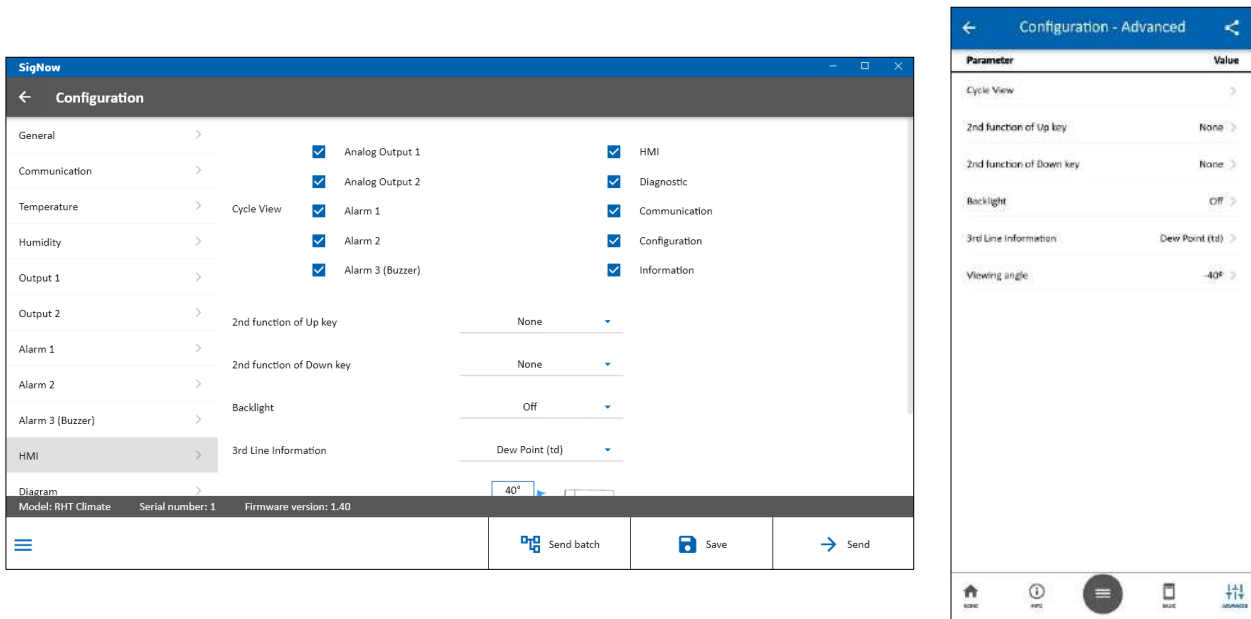 SigNow
Configuration
General
Communication
Temperature
Humidity
Output 1
Output 2
Alarm 1
Alarm 2
Alarm 3 (Buzzer)
HMI
Diagram
Cycle View
Analog Output 1
Analog Output 2
Alarm 1
Alarm 2
Alarm 3 (Buzzer)
HMI
Diagnostic
Communication
Configuration
Information
2nd function of Up key None
2nd function of Down key None
Backlight Off
3rd Line Information Dew Point (td)
40°
Model: RHT Climate Serial number: 1 Firmware version: 1.40
Send batch Save Send
Configuration - Advanced
Parameter Value
Cycle View
2nd function of Up key None
2nd function of Down key None
Backlight Off
3rd Line Information Dew Point (td)
Viewing angle -40º
HOME INFO BASIC ADVANCED